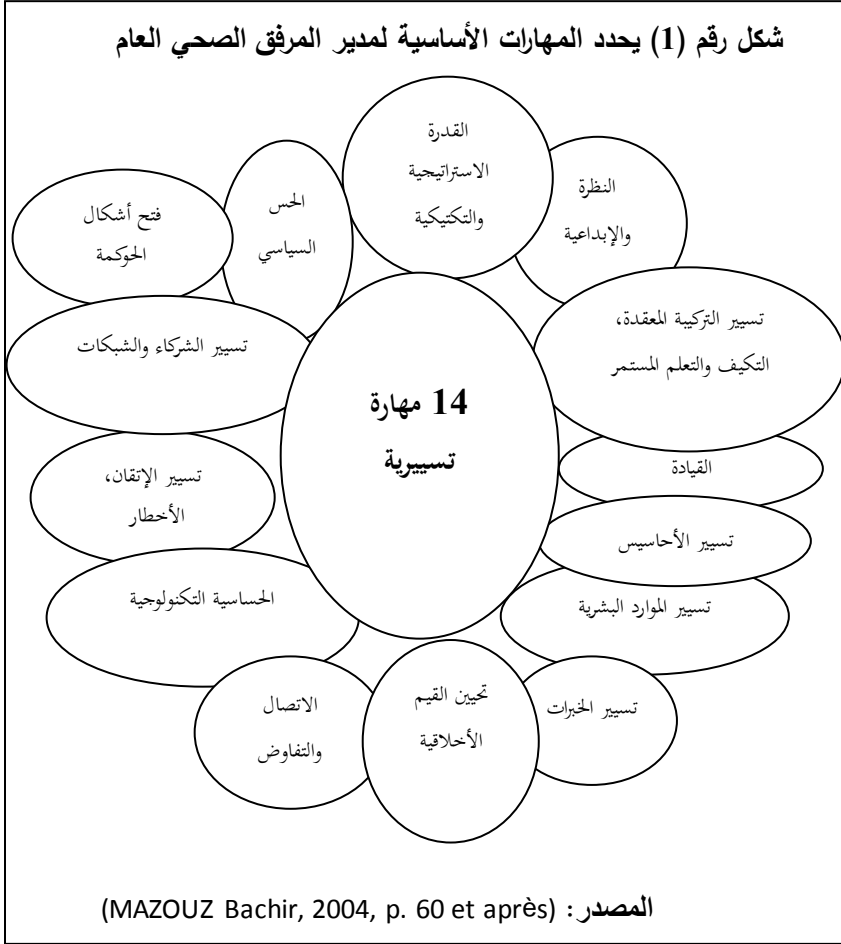 شكل رقم (1) يحدد المهارات الأساسية لمدير المرفق الصحي العام
القدرة
الاستراتيجية
والتكتيكية
النظرة
والإبداعية
الحس
السياسي
فتح أشكال
الحوكمة
تسيير التركيبة المعقدة،
التكيف والتعلم المستمر
تسيير الشركاء والشبكات
14 مهارة
تسييرية
القيادة
تسيير الإتقان،
الأخطار
تسيير الأحاسيس
الحساسية التكنولوجية
تسيير الموارد البشرية
تسيير الخبرات
تحيين القيم
الأخلاقية
الاتصال
والتفاوض
المصدر: (MAZOUZ Bachir, 2004, p. 60 et après)